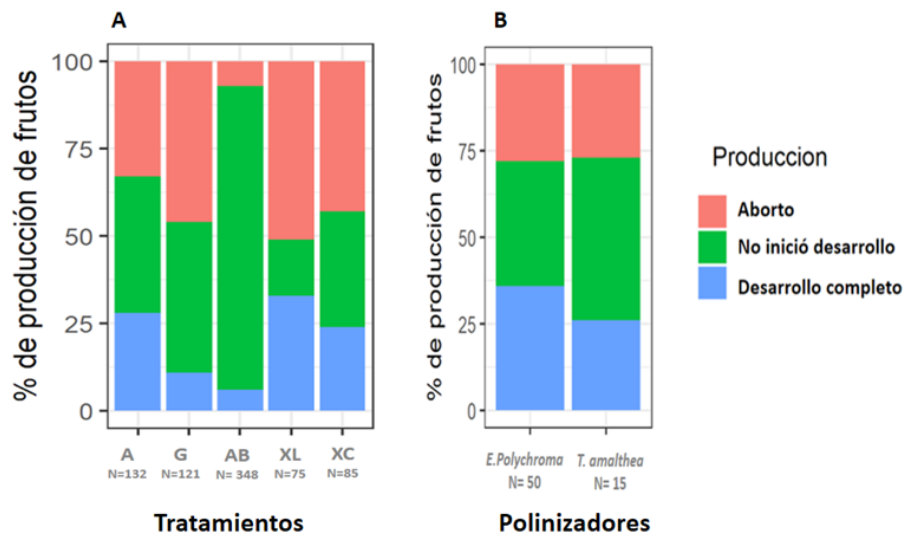 A
% de producción de frutos
100
75
50
25
0
A G AB XL XC
N=132 N=121 N= 348 N=75 N=85
Tratamientos
B
% de producción de frutos
100
75
50
25
0
E.Polychroma T. amalthea
N= 50 N= 15
Polinizadores
Produccion
Aborto
No inició desarrollo
Desarrollo completo